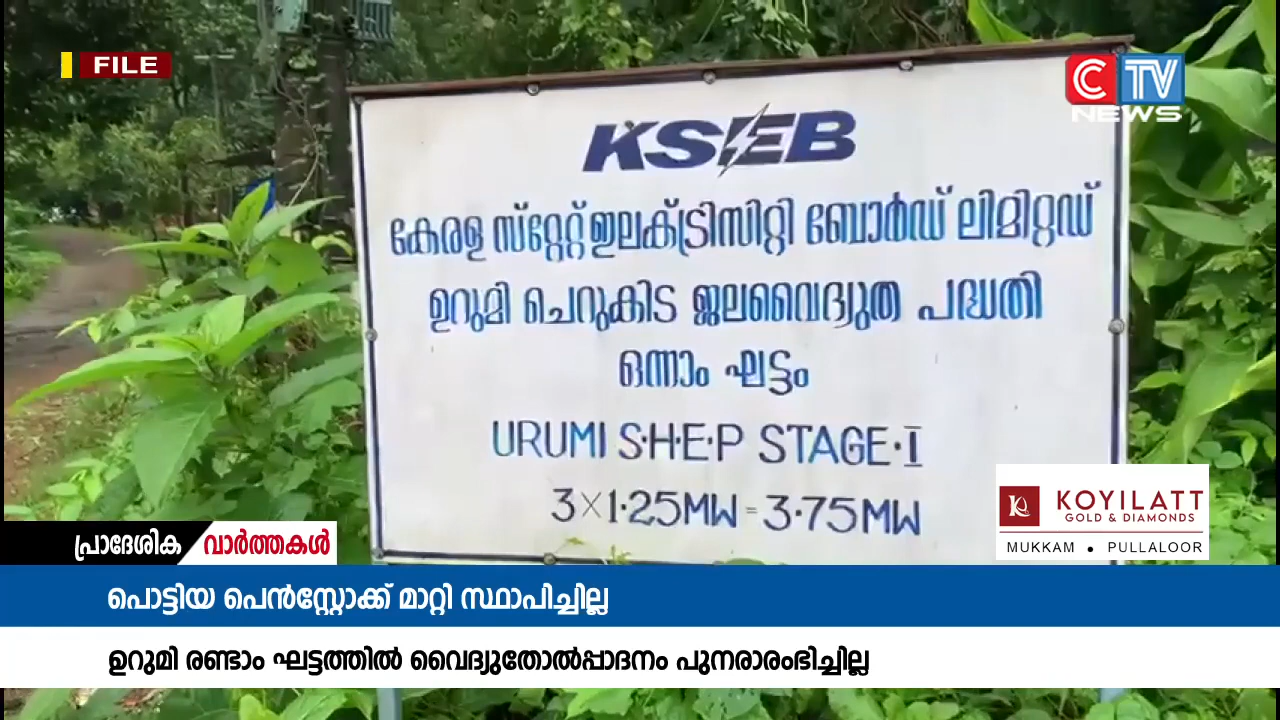 FILE
CTV
NEWS
KSEB
കേരള സ്റ്റേറ്റ് ഇലക്ട്രിസിറ്റി ബോർഡ് ലിമിറ്റഡ്
ഉറുമി ചെറുകിട ജലവൈദ്യുത പദ്ധതി
ഒന്നാം ഘട്ടം
URUMI S.H.E.P STAGE.I
3×1.25MW=3.75MW
KOYILATT
GOLD & DIAMONDS
MUKKAM • PULLALOOR
പ്രാദേശിക വാർത്തകൾ
പൊട്ടിയ പെൻസ്റ്റോക്ക് മാറ്റി സ്ഥാപിച്ചില്ല
ഉറുമി രണ്ടാം ഘട്ടത്തിൽ വൈദ്യുതോൽപ്പാദനം പുനരാരംഭിച്ചില്ല